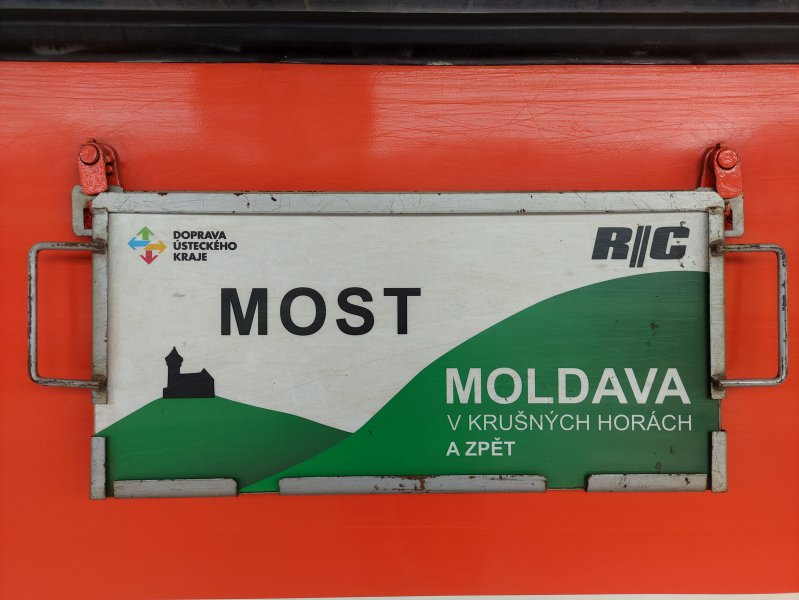 DOPRAVA
ÚSTECKÉHO
KRAJE
R//C
MOST
MOLDAVA
V KRUŠNÝCH HORÁCH
A ZPĚT